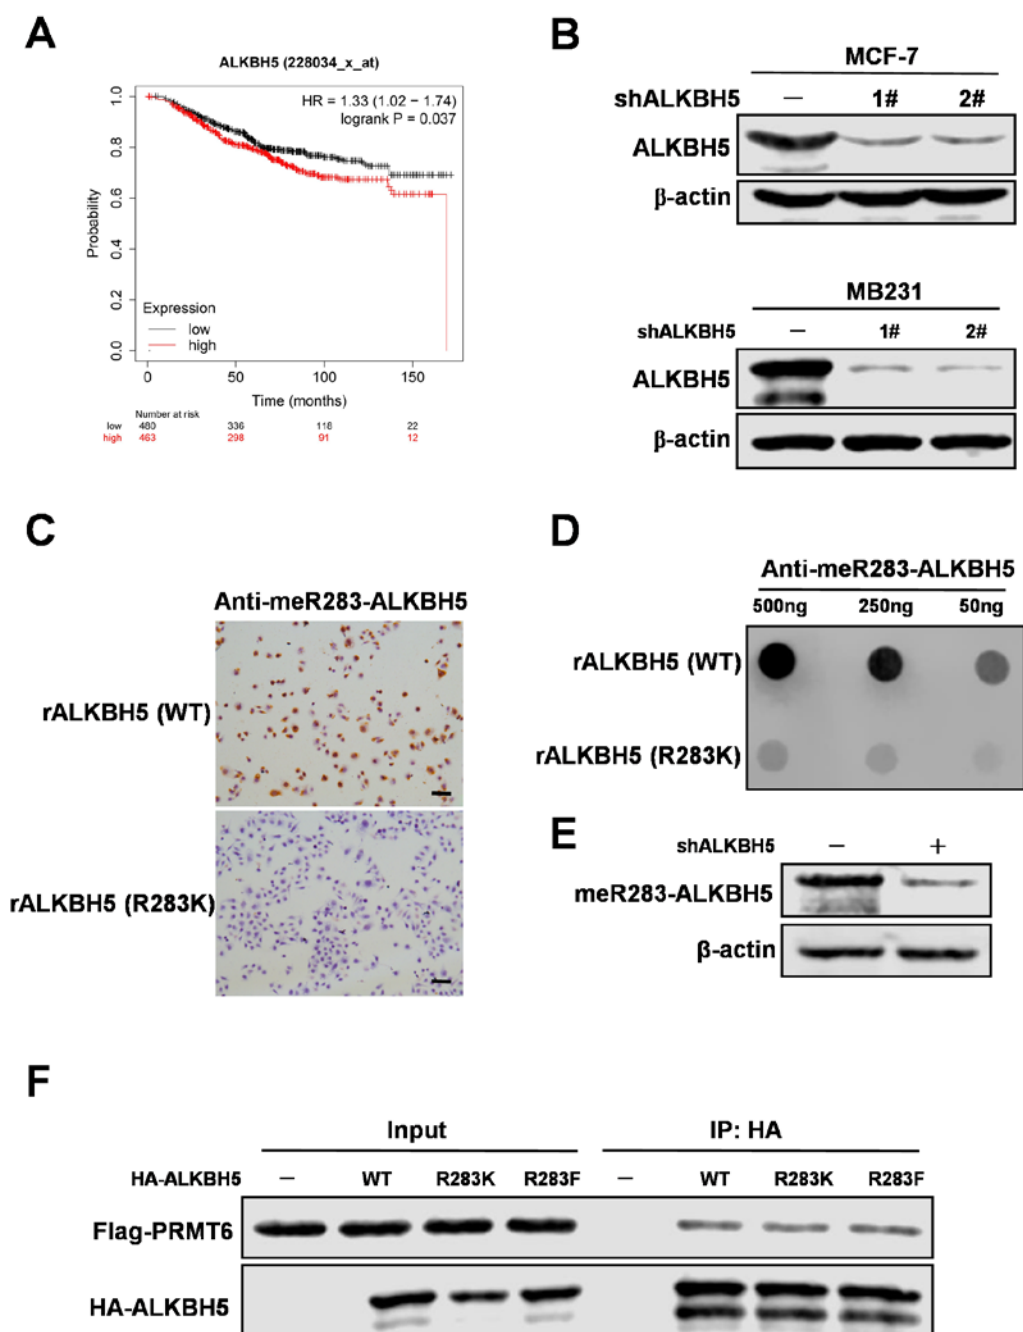 A
ALKBH5 (228034_x_at)
HR = 1.33 (1.02 − 1.74)
logrank P = 0.037
Probability
1.0
0.8
0.6
0.4
0.2
0.0
Expression
low
high
0 50 100 150
Time (months)
Number at risk
low 480 336 118 22
high 463 298 91 12
B
MCF-7
shALKBH5 − 1# 2#
ALKBH5
β-actin
MB231
shALKBH5 − 1# 2#
ALKBH5
β-actin
C
Anti-meR283-ALKBH5
rALKBH5 (WT)
rALKBH5 (R283K)
D
Anti-meR283-ALKBH5
500ng 250ng 50ng
rALKBH5 (WT)
rALKBH5 (R283K)
E
shALKBH5 − +
meR283-ALKBH5
β-actin
F
Input IP: HA
HA-ALKBH5 − WT R283K R283F − WT R283K R283F
Flag-PRMT6
HA-ALKBH5